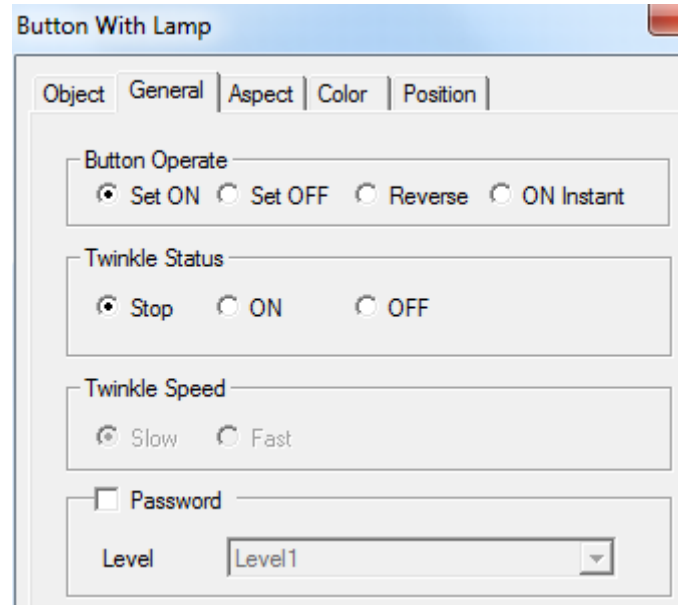 Button With Lamp
Object General Aspect Color Position
Button Operate
Set ON Set OFF Reverse ON Instant
Twinkle Status
Stop ON OFF
Twinkle Speed
Slow Fast
Password
Level Level1